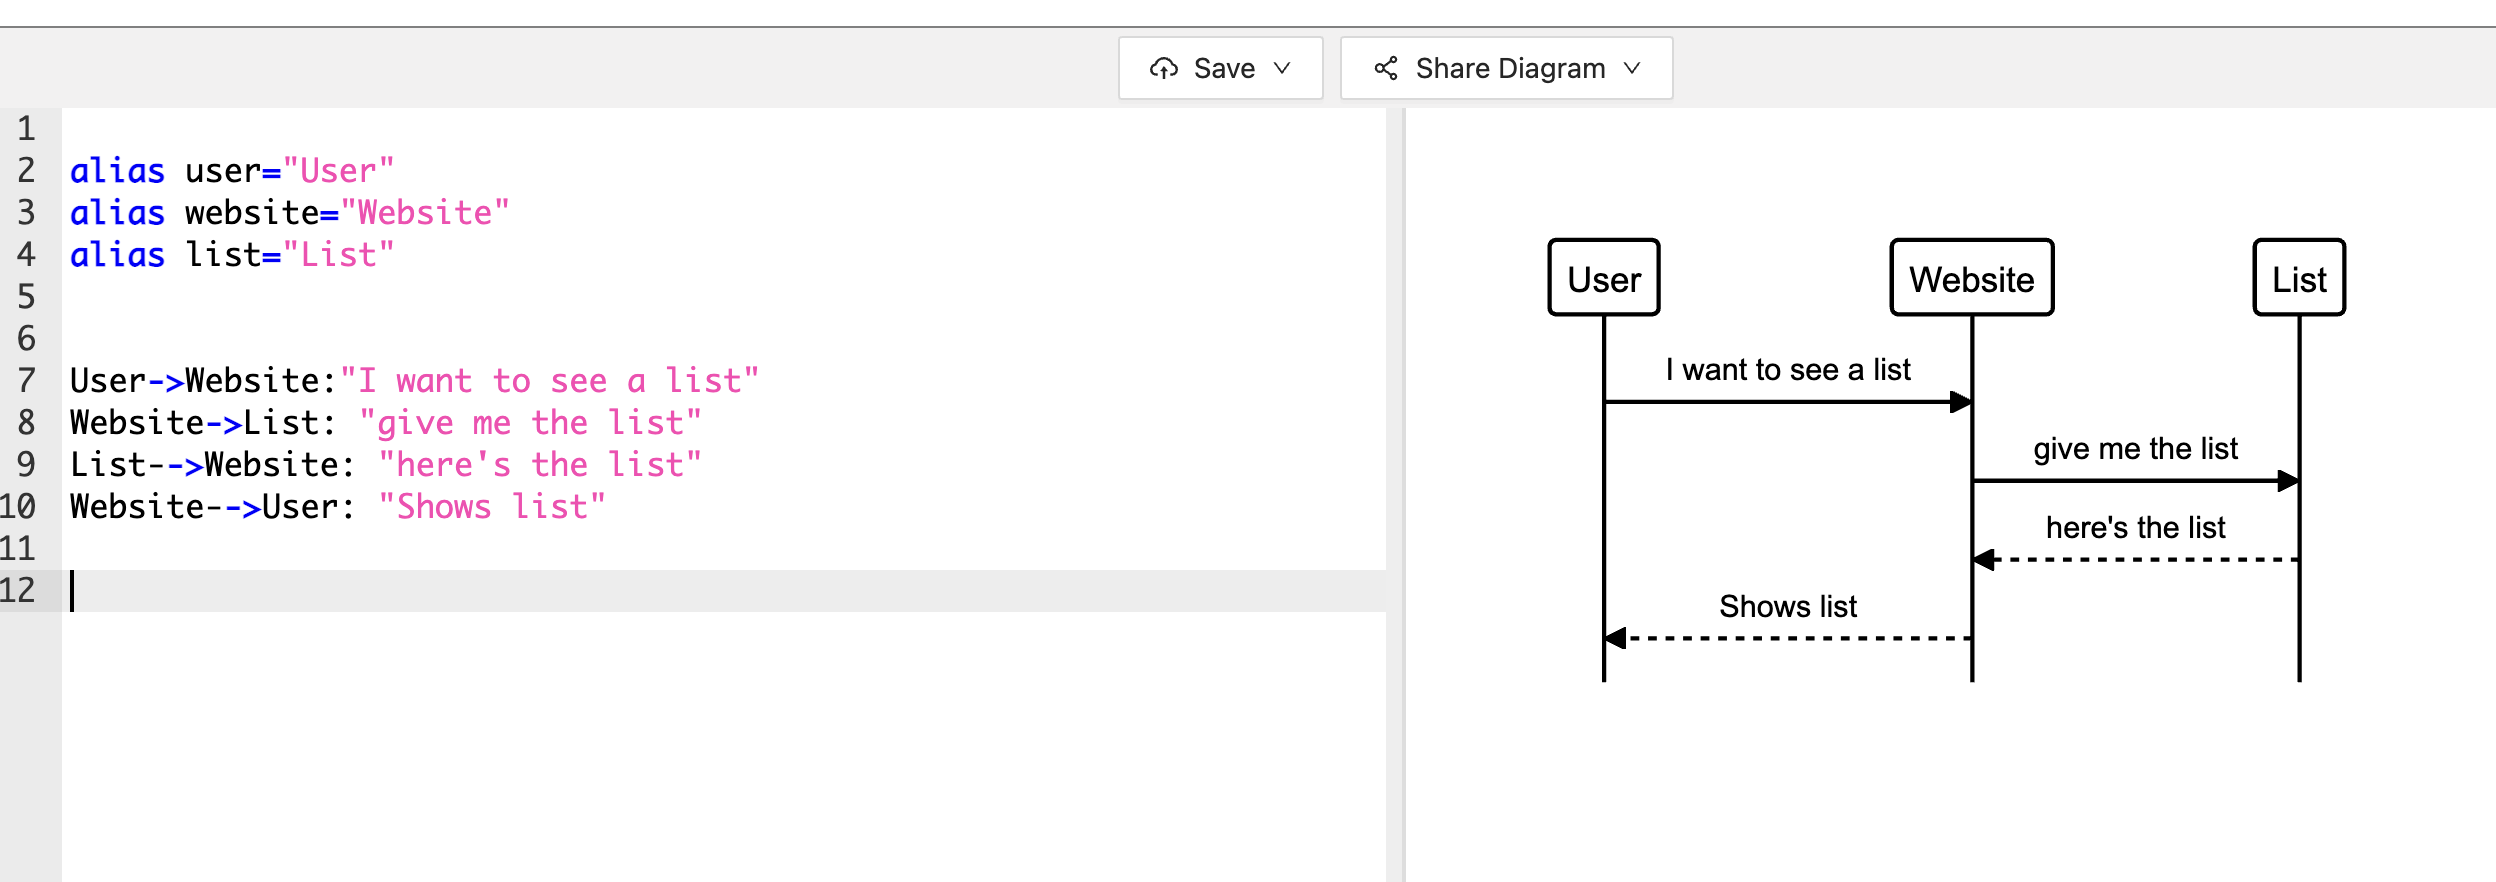 Save
Share Diagram
1
2 alias user="User"
3 alias website="Website"
4 alias list="List"
5
6
7 User->Website:"I want to see a list"
8 Website->List: "give me the list"
9 List-->Website: "here's the list"
10 Website-->User: "Shows list"
11
12
User
Website
List
I want to see a list
give me the list
here's the list
Shows list